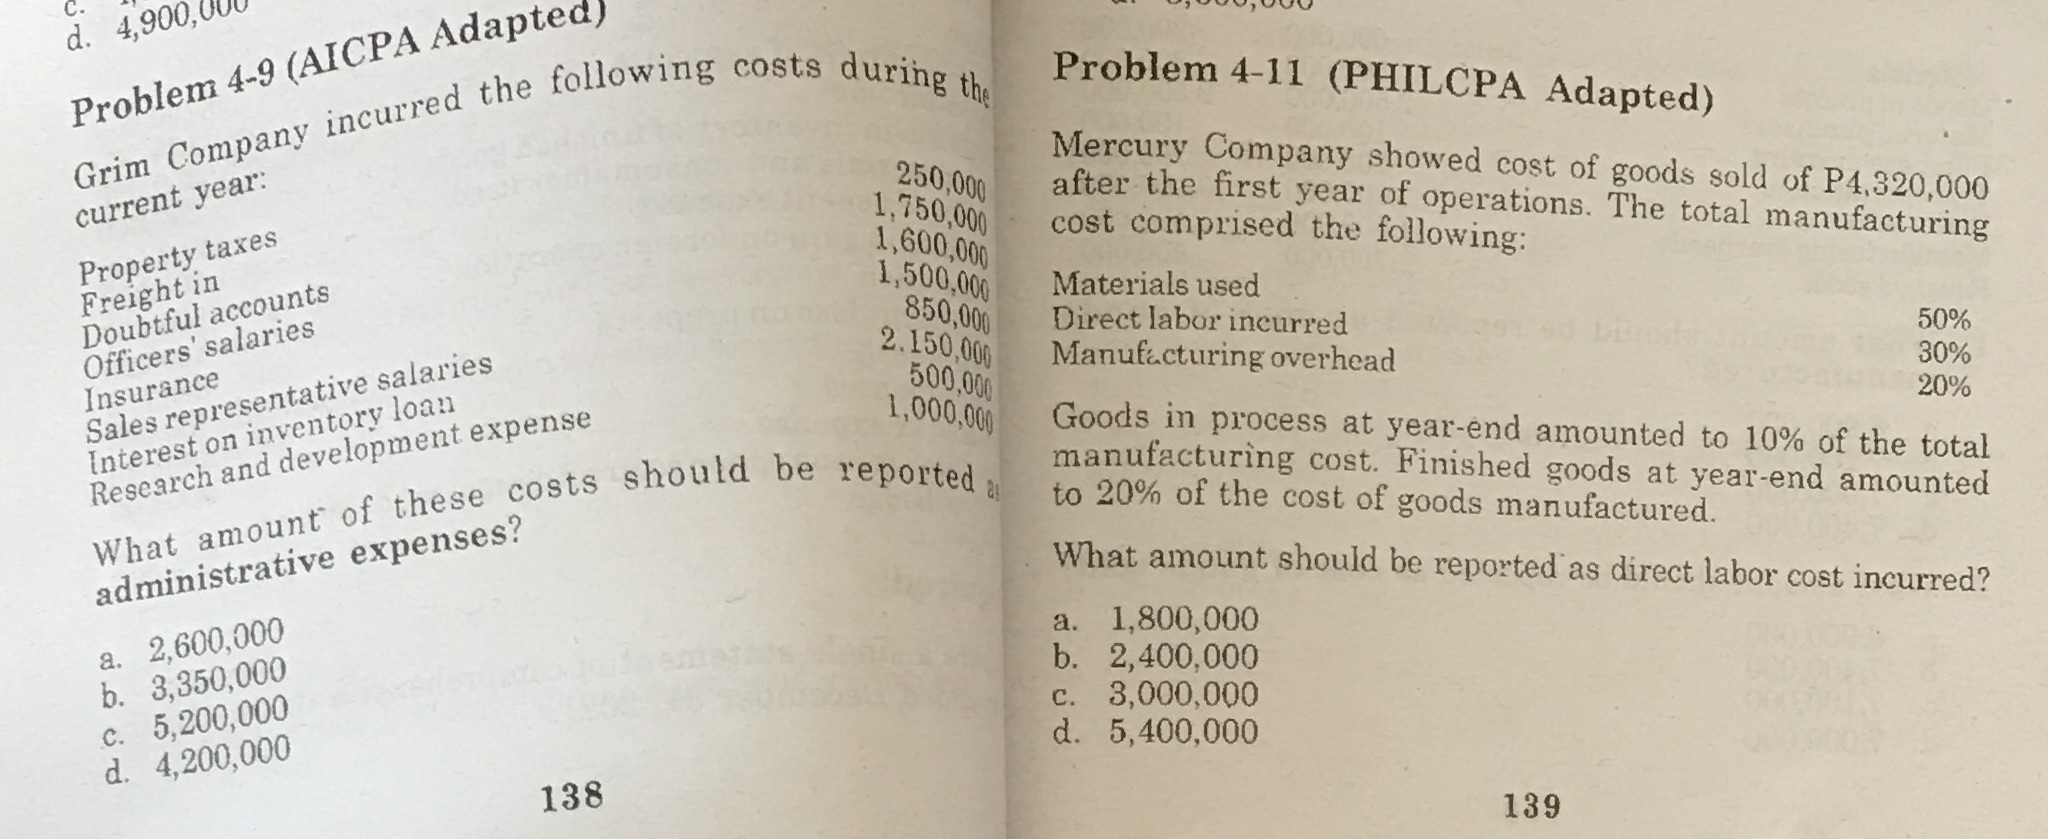 d. 4,900,000
Problem 4-9 (AICPA Adapted)
Grim Company incurred the following costs during the
current year:
Property taxes 250,000
Freight in 1,750,000
Doubtful accounts 1,600,000
Officers' salaries 1,500,000
Insurance 850,000
Sales representative salaries 2.150,000
Interest on inventory loan 500,000
Research and development expense 1,000,000
What amount of these costs should be reported as
administrative expenses?
a. 2,600,000
b. 3,350,000
c. 5,200,000
d. 4,200,000
138
Problem 4-11 (PHILCPA Adapted)
Mercury Company showed cost of goods sold of P4,320,000
after the first year of operations. The total manufacturing
cost comprised the following:
Materials used 50%
Direct labor incurred 30%
Manufacturing overhead 20%
Goods in process at year-end amounted to 10% of the total
manufacturing cost. Finished goods at year-end amounted
to 20% of the cost of goods manufactured.
What amount should be reported as direct labor cost incurred?
a. 1,800,000
b. 2,400,000
c. 3,000,000
d. 5,400,000
139